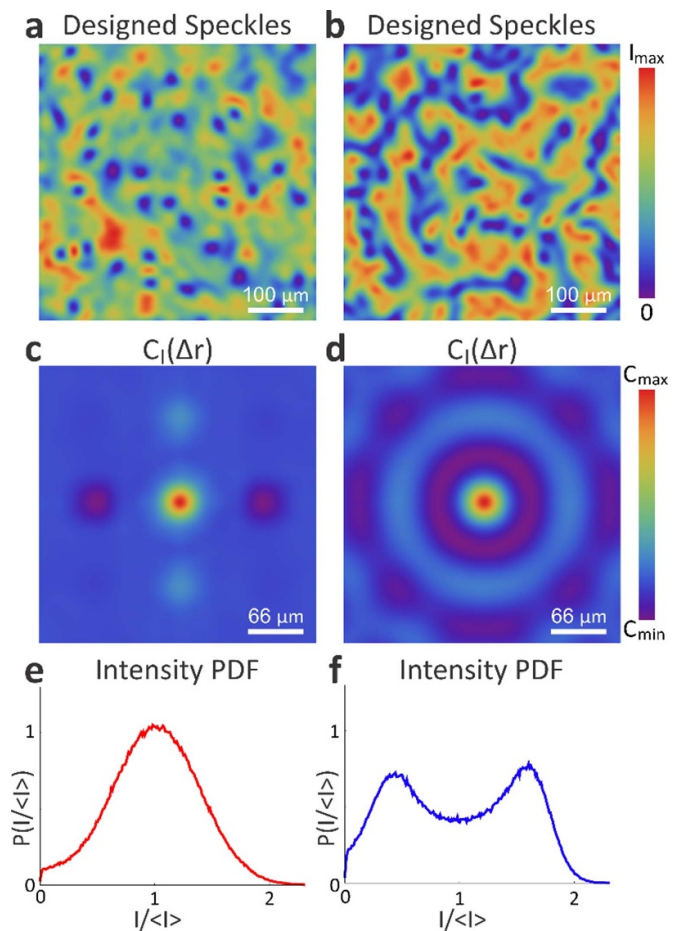 a Designed Speckles
b Designed Speckles
Imax
100 µm
100 µm
0
c CI(Δr)
d CI(Δr)
Cmax
66 µm
66 µm
Cmin
e Intensity PDF
f Intensity PDF
P(I/<I>)
1
0
0 1 2
I/<I>
P(I/<I>)
1
0
0 1 2
I/<I>